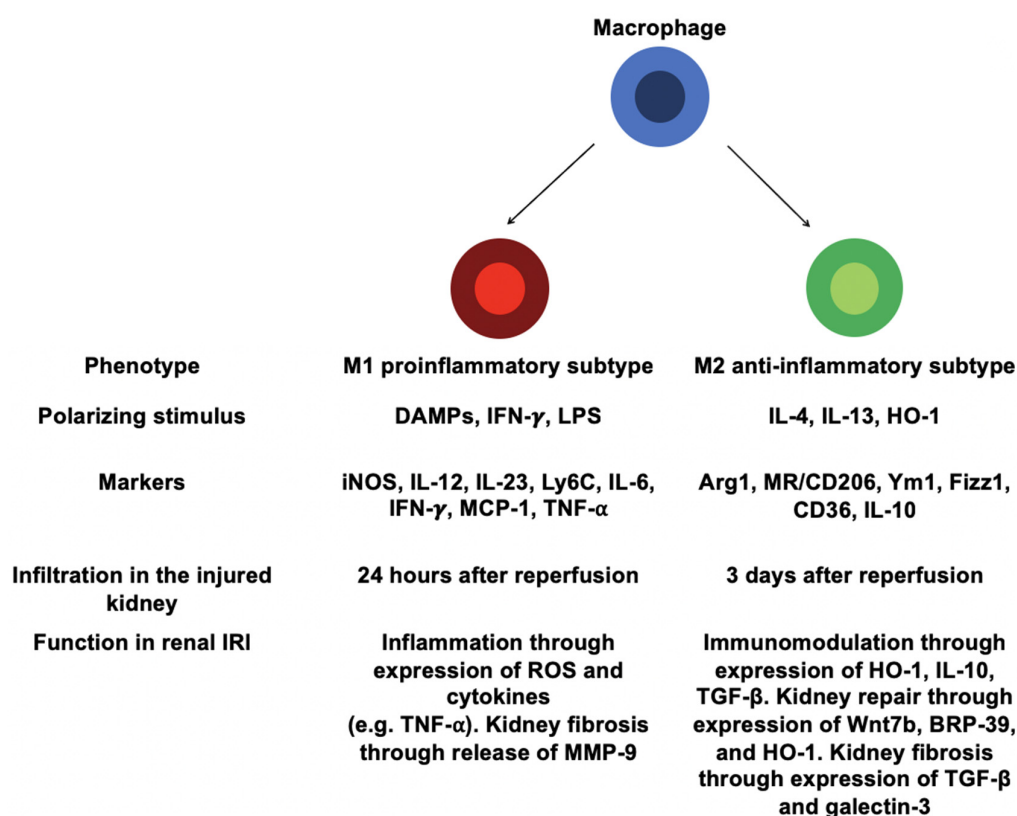 Macrophage
Phenotype
M1 proinflammatory subtype
M2 anti-inflammatory subtype
Polarizing stimulus
DAMPs, IFN-γ, LPS
IL-4, IL-13, HO-1
Markers
iNOS, IL-12, IL-23, Ly6C, IL-6,
IFN-γ, MCP-1, TNF-α
Arg1, MR/CD206, Ym1, Fizz1,
CD36, IL-10
Infiltration in the injured
kidney
24 hours after reperfusion
3 days after reperfusion
Function in renal IRI
Inflammation through
expression of ROS and
cytokines
(e.g. TNF-α). Kidney fibrosis
through release of MMP-9
Immunomodulation through
expression of HO-1, IL-10,
TGF-β. Kidney repair through
expression of Wnt7b, BRP-39,
and HO-1. Kidney fibrosis
through expression of TGF-β
and galectin-3